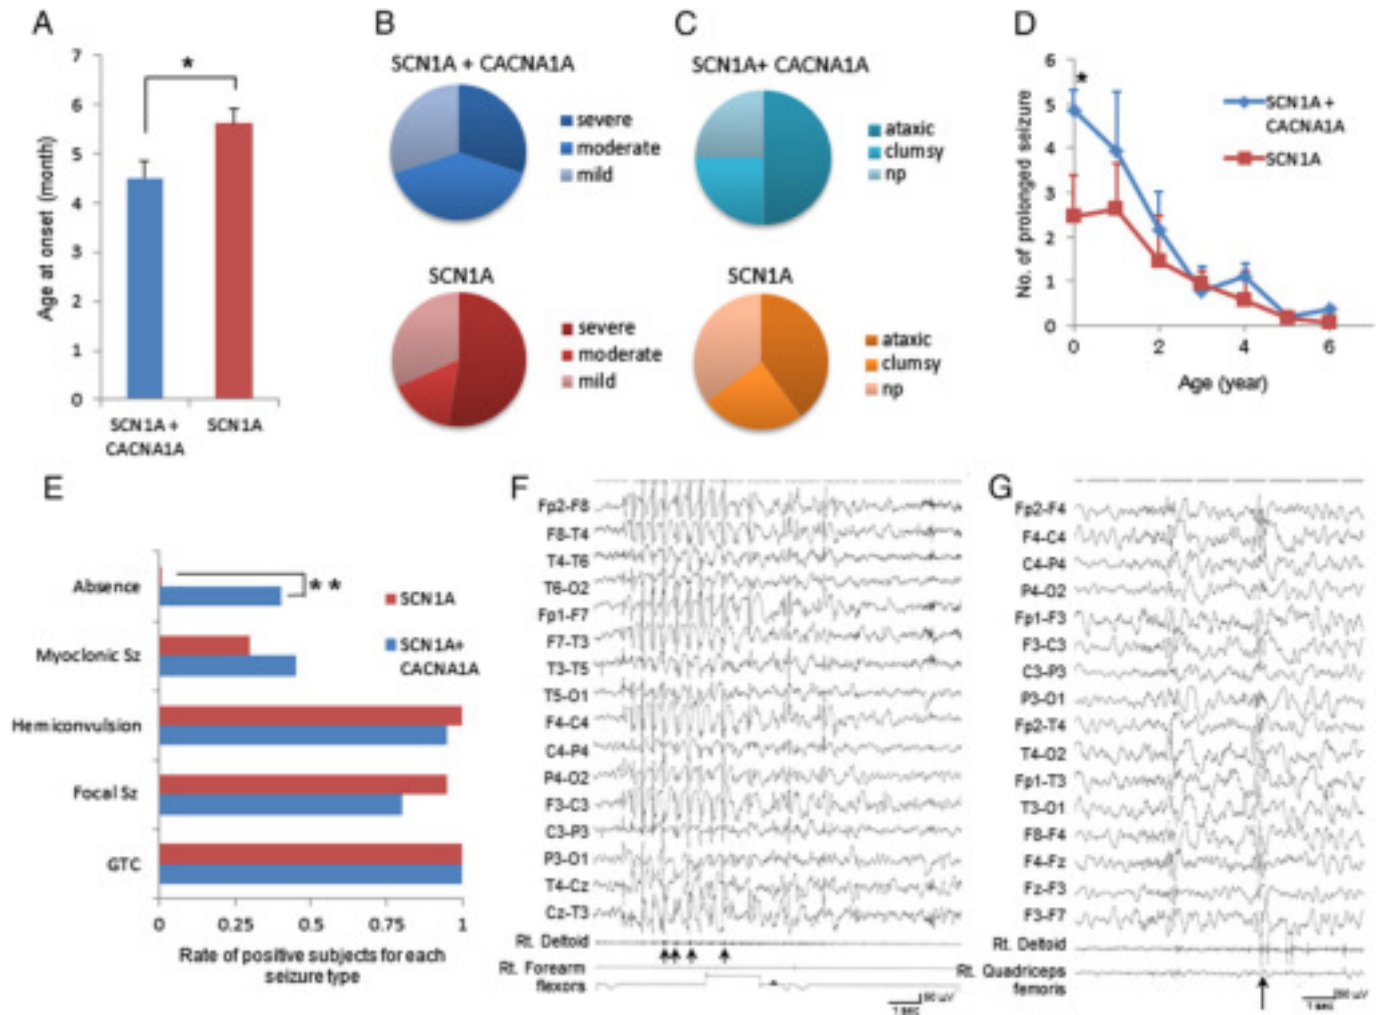 A
7
6
5
4
3
2
1
0
Age at onset (month)
*
SCN1A +
CACNA1A
SCN1A
B
SCN1A + CACNA1A
severe
moderate
mild
SCN1A
severe
moderate
mild
C
SCN1A+ CACNA1A
ataxic
clumsy
np
SCN1A
ataxic
clumsy
np
D
6
5
4
3
2
1
0
No. of prolonged seizure
*
SCN1A +
CACNA1A
SCN1A
0
2
4
6
Age (year)
E
Absence
Myoclonic Sz
Hemiconvulsion
Focal Sz
GTC
**
SCN1A
SCN1A+
CACNA1A
0
0.25
0.5
0.75
1
Rate of positive subjects for each
seizure type
F
Fp2-F8
F8-T4
T4-T6
T6-O2
Fp1-F7
F7-T3
T3-T5
T5-O1
F4-C4
C4-P4
P4-O2
F3-C3
C3-P3
P3-O1
T4-Cz
Cz-T3
Rt. Deltoid
Rt. Forearm
flexors
50 uV
1 sec
G
Fp2-F4
F4-C4
C4-P4
P4-O2
Fp1-F3
F3-C3
C3-P3
P3-O1
Fp2-T4
T4-O2
Fp1-T3
T3-O1
F8-F4
F4-Fz
Fz-F3
F3-F7
Rt. Deltoid
Rt. Quadriceps
femoris
1 sec